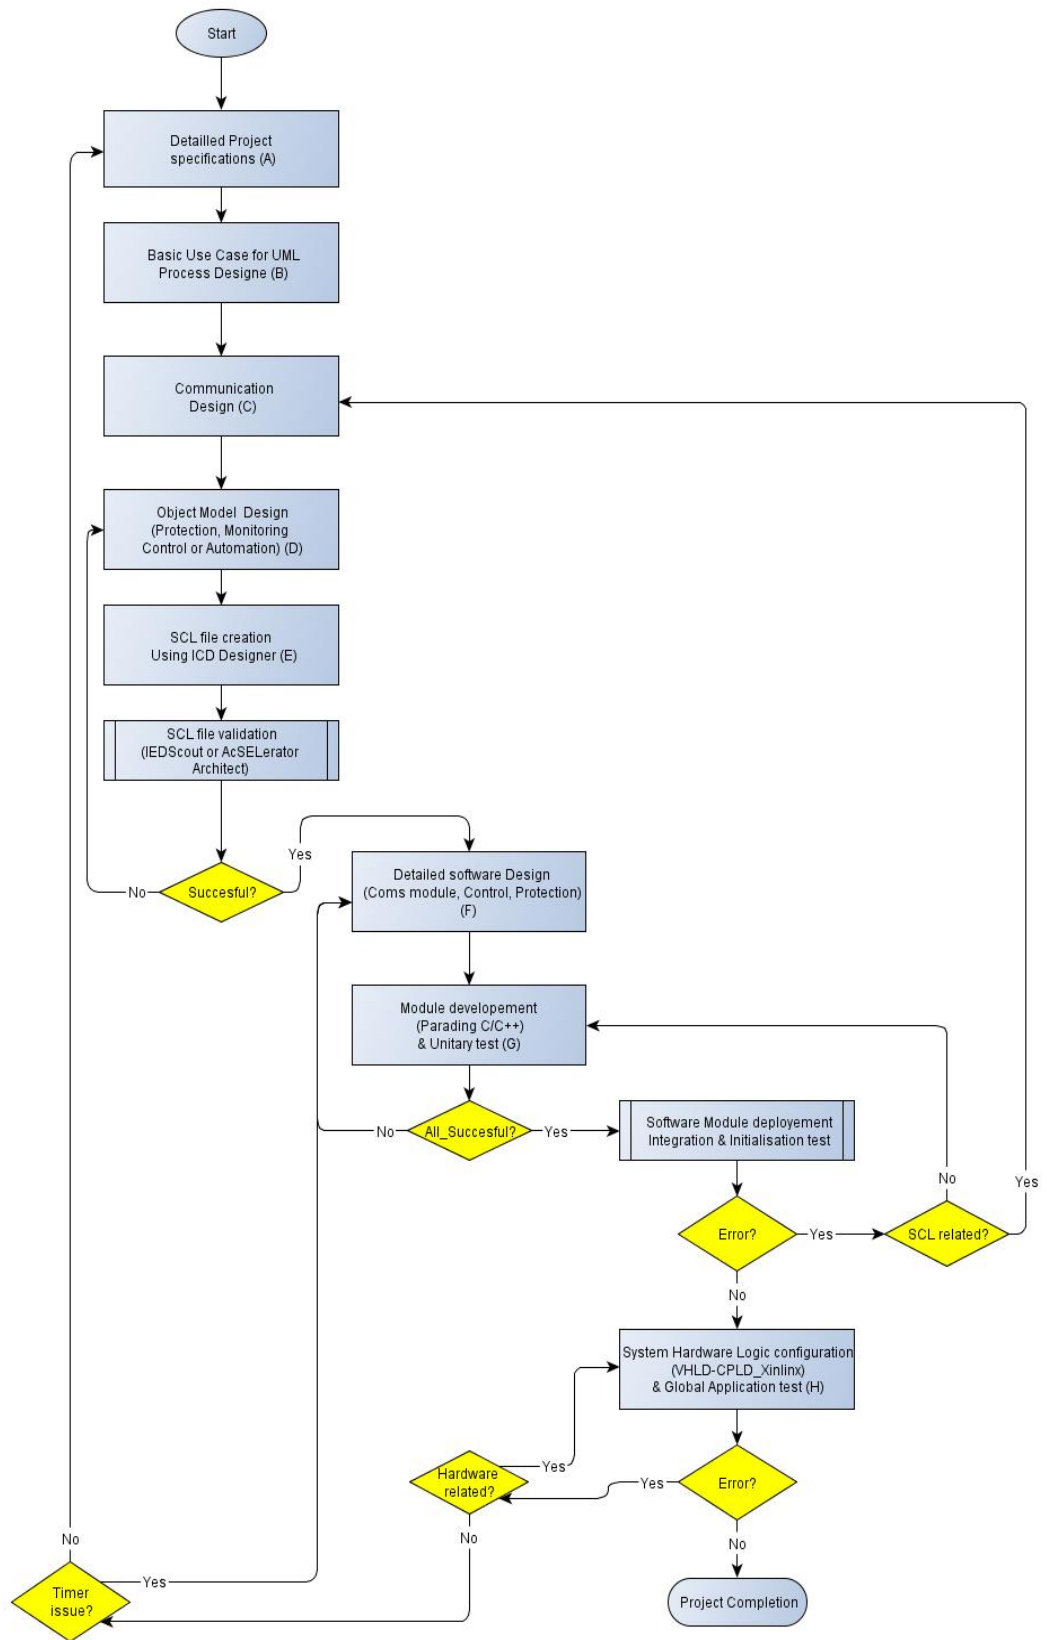 Start
Detailled Project
specifications (A)
Basic Use Case for UML
Process Designe (B)
Communication
Design (C)
Object Model  Design
(Protection, Monitoring
Control or Automation) (D)
SCL file creation
Using ICD Designer (E)
SCL file validation
(IEDScout or AcSELerator
Architect)
Yes
No
Succesful?
Detailed software Design
(Coms module, Control, Protection)
(F)
Module developement
(Parading C/C++)
& Unitary test (G)
No
All_Succesful?
Yes
Software Module deployement
Integration & Initialisation test
No
Yes
Error?
Yes
SCL related?
No
System Hardware Logic configuration
(VHLD-CPLD_Xinlinx)
& Global Application test (H)
Yes
Hardware
related?
Yes
Error?
No
No
No
Timer
issue?
Yes
Project Completion